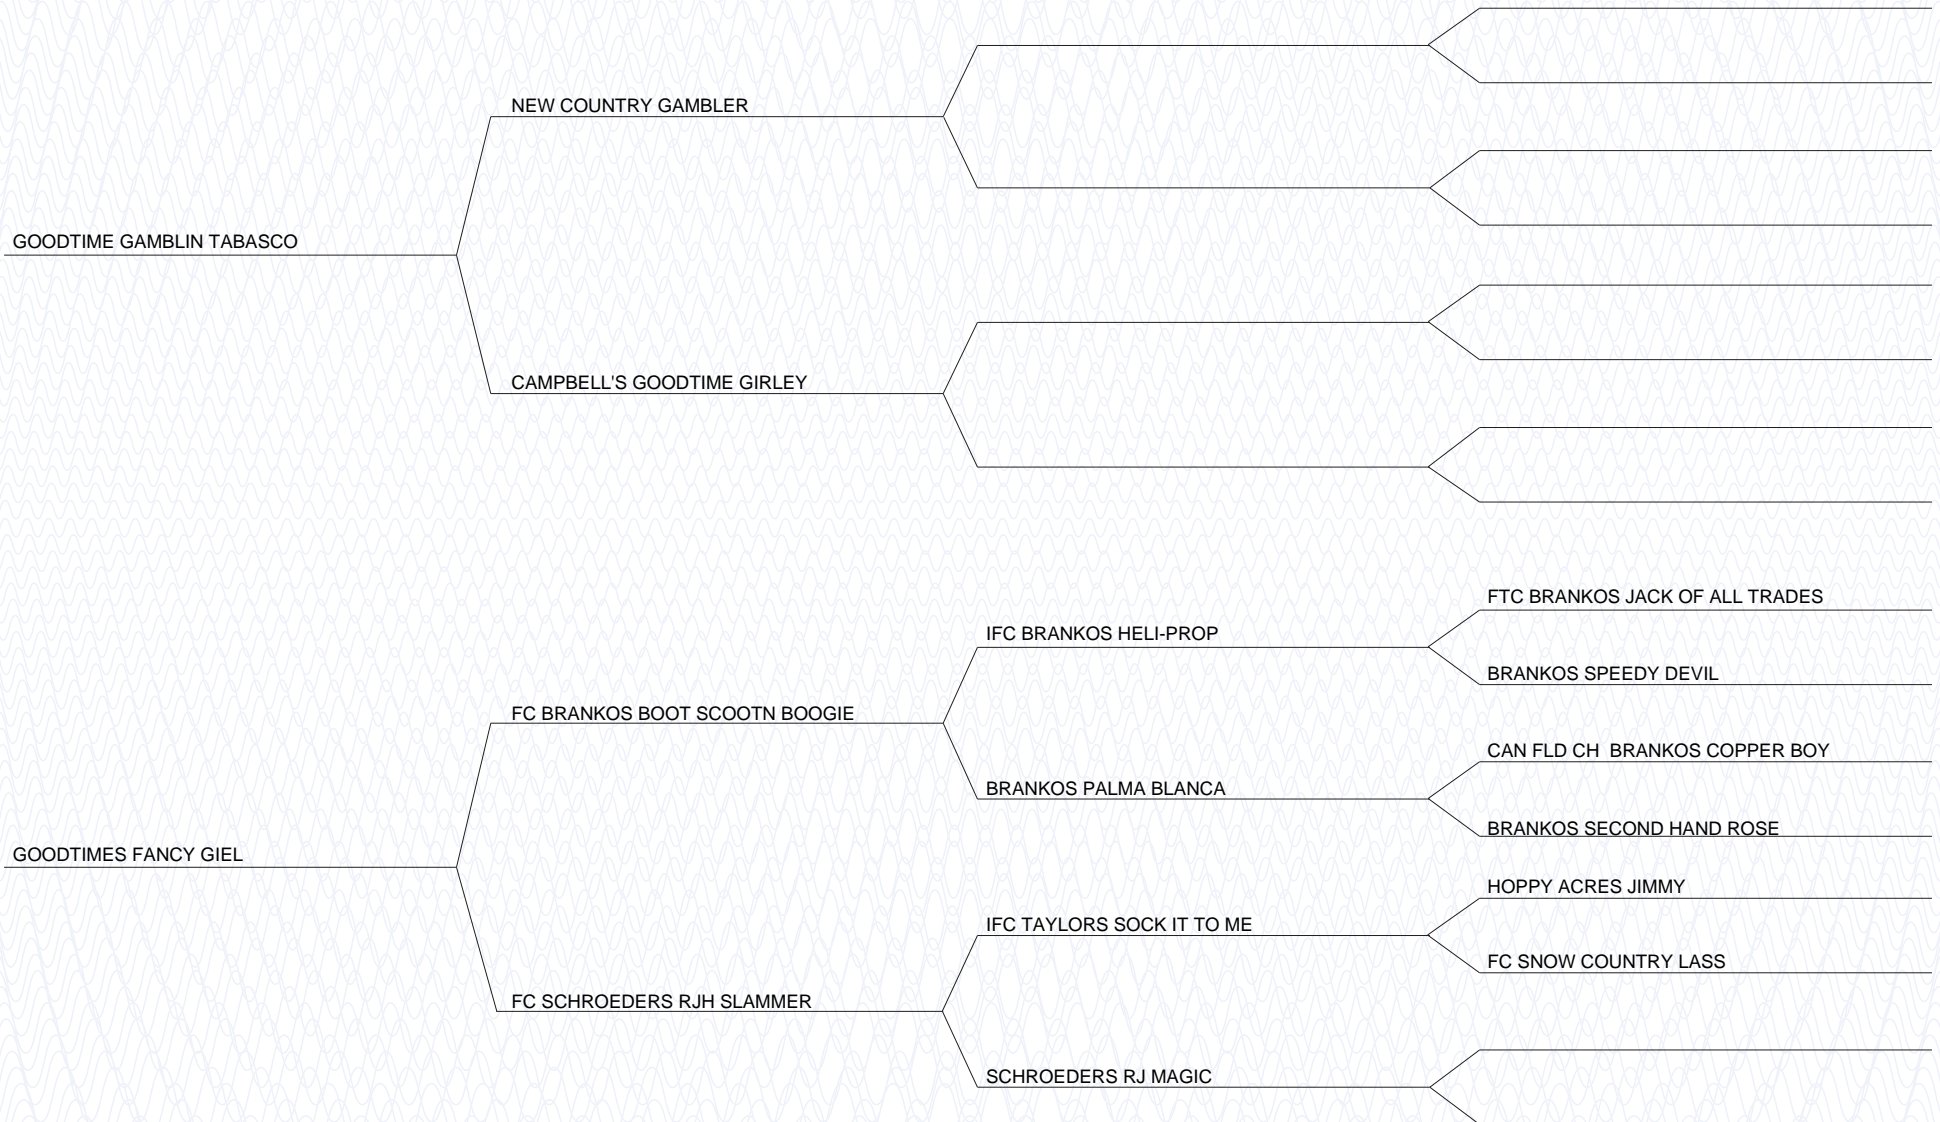 NEW COUNTRY GAMBLER
GOODTIME GAMBLIN TABASCO
CAMPBELL'S GOODTIME GIRLEY
FTC BRANKOS JACK OF ALL TRADES
IFC BRANKOS HELI-PROP
BRANKOS SPEEDY DEVIL
FC BRANKOS BOOT SCOOTN BOOGIE
CAN FLD CH  BRANKOS COPPER BOY
BRANKOS PALMA BLANCA
BRANKOS SECOND HAND ROSE
GOODTIMES FANCY GIEL
HOPPY ACRES JIMMY
IFC TAYLORS SOCK IT TO ME
FC SNOW COUNTRY LASS
FC SCHROEDERS RJH SLAMMER
SCHROEDERS RJ MAGIC